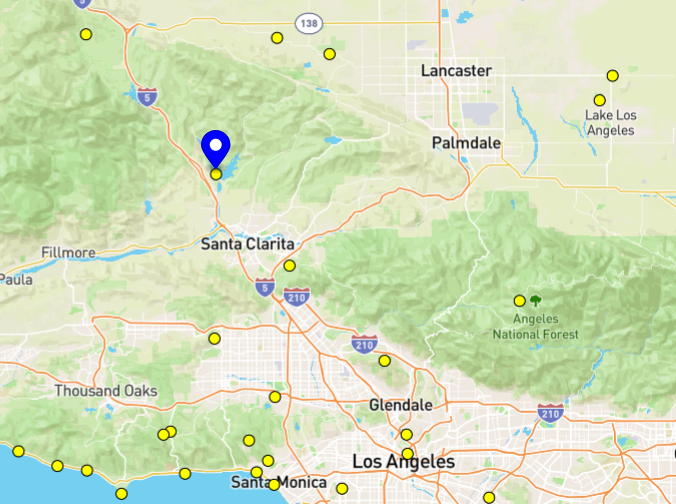 5
138
Lancaster
5
Lake Los
Angeles
Palmdale
Santa Clarita
Fillmore
Paula
5
210
Angeles
National Forest
210
Thousand Oaks
Glendale
210
Los Angeles
Santa Monica